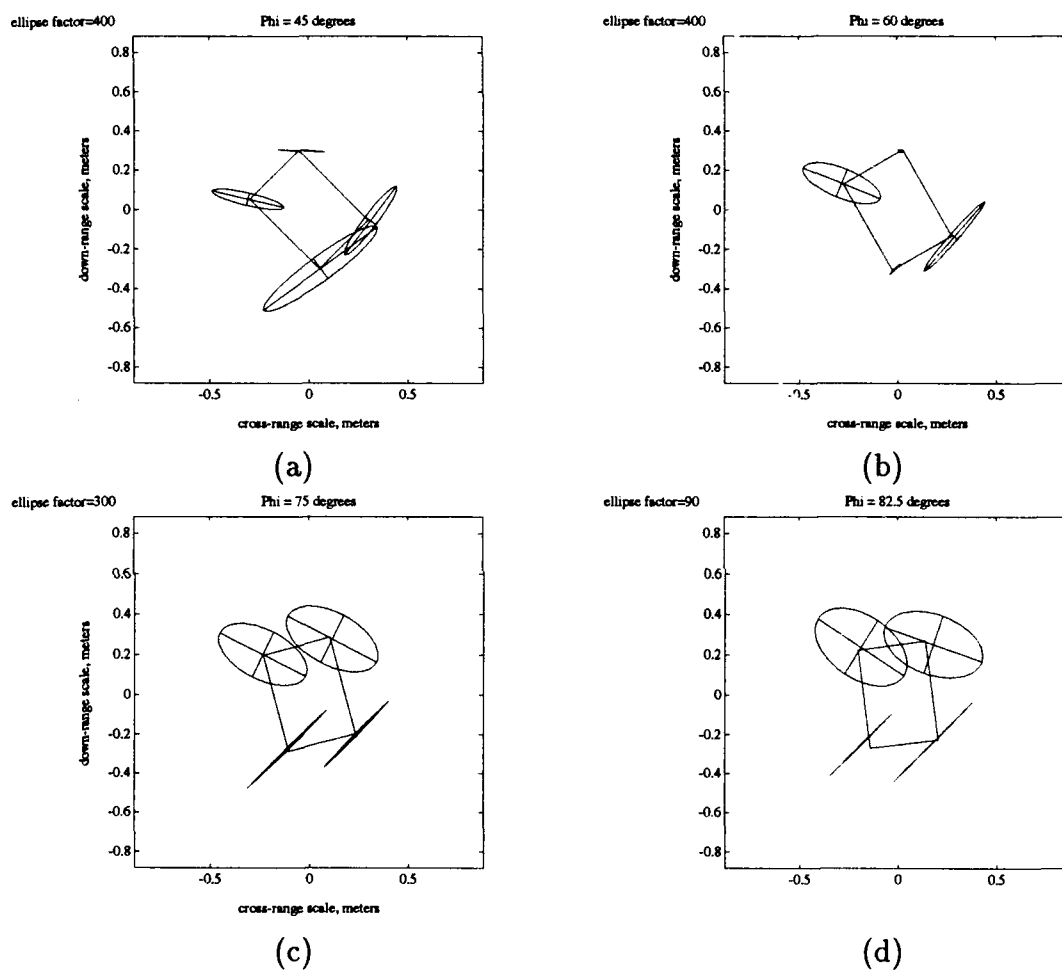 ellipse factor=400 Phi = 45 degrees
0.8
0.6
0.4
0.2
0
-0.2
-0.4
-0.6
-0.8
down-range scale, meters
-0.5 0 0.5
cross-range scale, meters
(a)
ellipse factor=400 Phi = 60 degrees
0.8
0.6
0.4
0.2
0
-0.2
-0.4
-0.6
-0.8
down-range scale, meters
0 0.5
cross-range scale, meters
(b)
ellipse factor=300 Phi = 75 degrees
0.8
0.6
0.4
0.2
0
-0.2
-0.4
-0.6
-0.8
down-range scale, meters
-0.5 0 0.5
cross-range scale, meters
(c)
ellipse factor=90 Phi = 82.5 degrees
0.8
0.6
0.4
0.2
0
-0.2
-0.4
-0.6
-0.8
-0.5 0 0.5
(d)